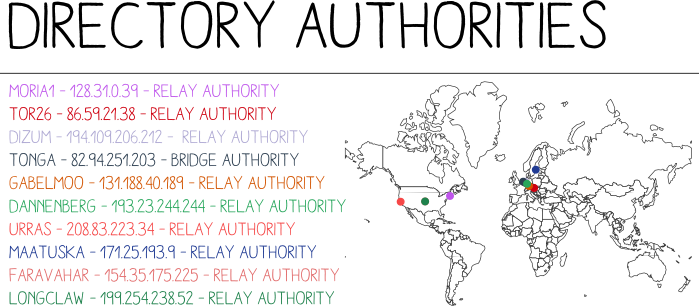 DIRECTORY AUTHORITIES
MORIA1 - 128.31.0.39 - RELAY AUTHORITY
TOR26 - 86.59.21.38 - RELAY AUTHORITY
DIZUM - 194.109.206.212 - RELAY AUTHORITY
TONGA - 82.94.251.203 - BRIDGE AUTHORITY
GABELMOO - 131.188.40.189 - RELAY AUTHORITY
DANNENBERG - 193.23.244.244 - RELAY AUTHORITY
URRAS - 208.83.223.34 - RELAY AUTHORITY
MAATUSKA - 171.25.193.9 - RELAY AUTHORITY
FARAVAHAR - 154.35.175.225 - RELAY AUTHORITY
LONGCLAW - 199.254.238.52 - RELAY AUTHORITY